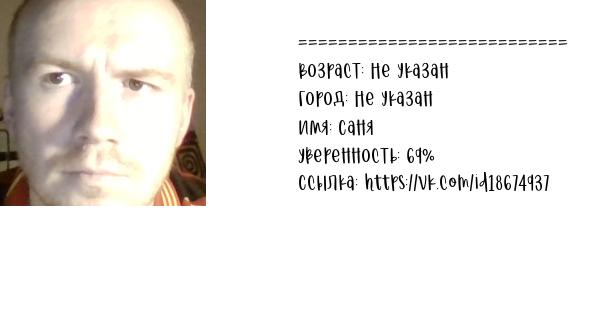 ===========================
Возраст: Не указан
Город: Не указан
Имя: Саня
Уверенность: 69%
Ссылка: https://vk.com/id18674937